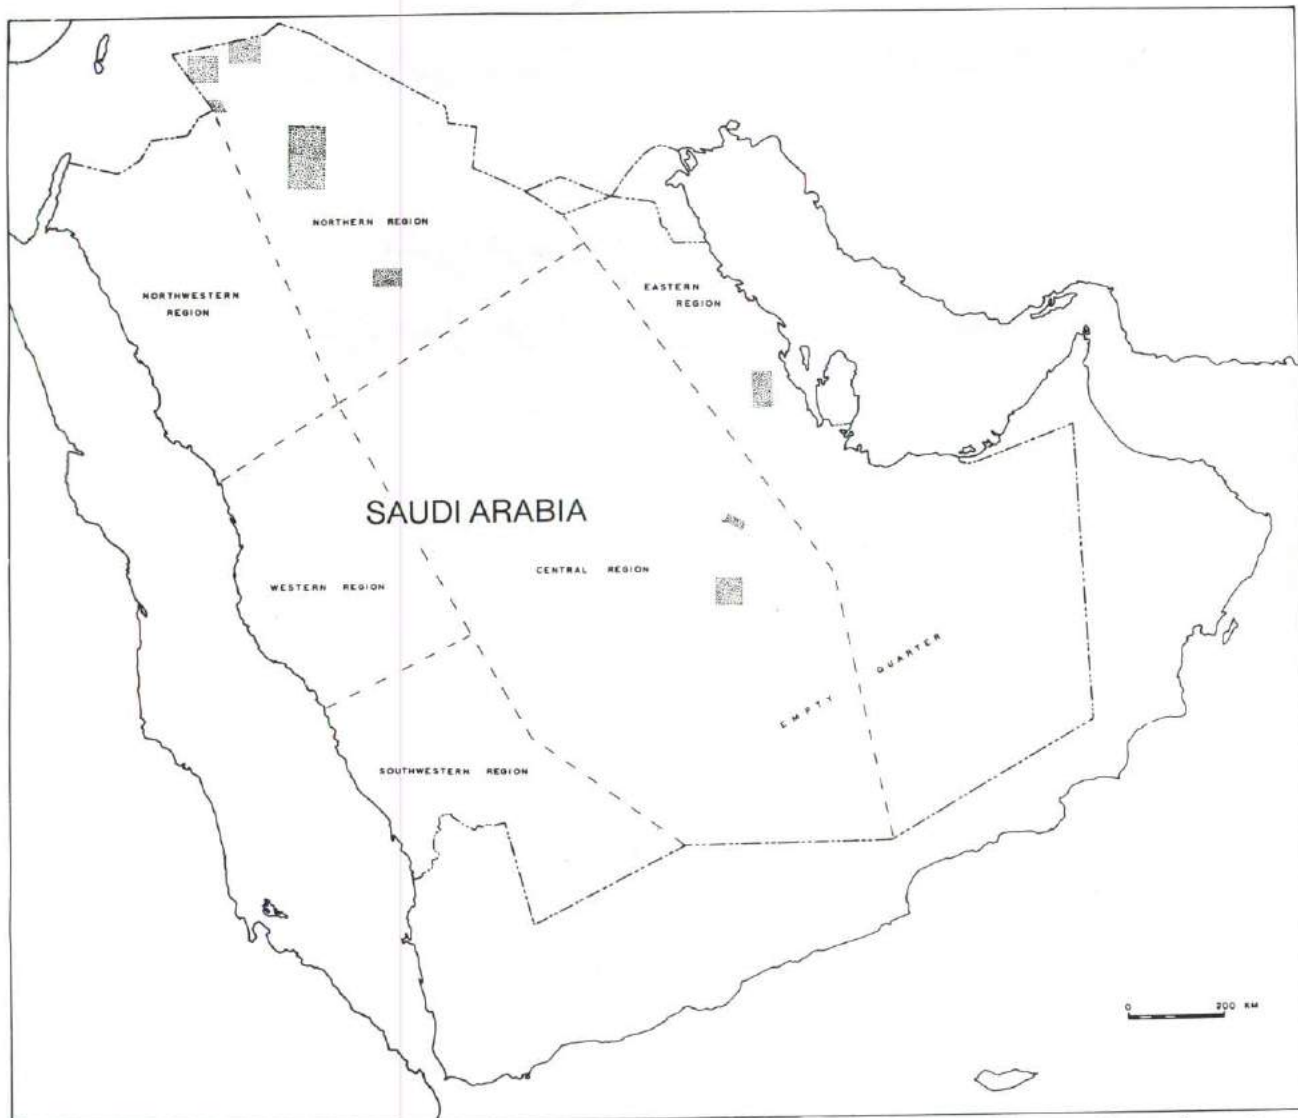 NORTHERN REGION
NORTHWESTERN
REGION
EASTERN
REGION
SAUDI ARABIA
CENTRAL REGION
WESTERN REGION
EMPTY QUARTER
SOUTHWESTERN REGION
0 200 KM